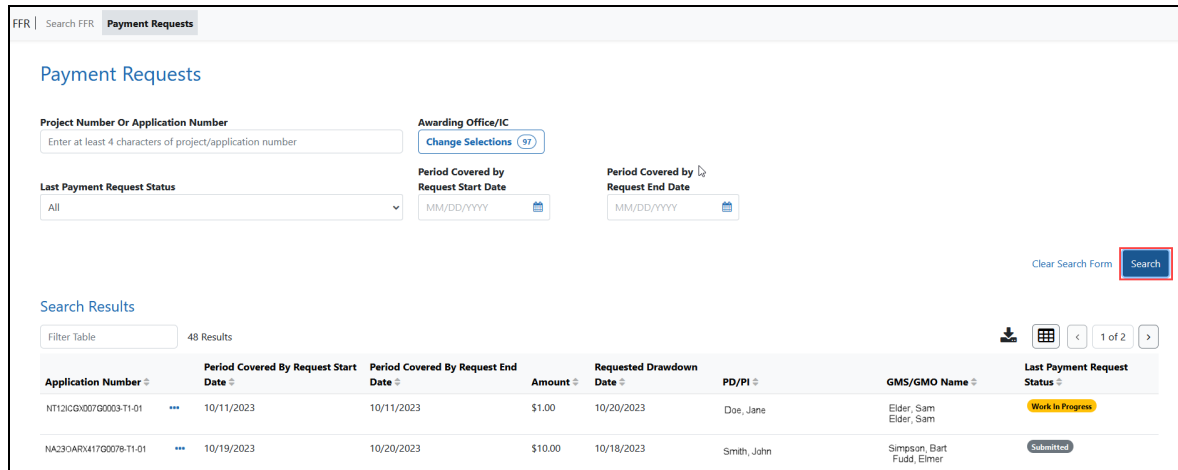 FFR | Search FFR Payment Requests
Payment Requests
Project Number Or Application Number
Enter at least 4 characters of project/application number
Awarding Office/IC
Change Selections 97
Last Payment Request Status
All
Period Covered by
Request Start Date
MM/DD/YYYY
Period Covered by
Request End Date
MM/DD/YYYY
Clear Search Form Search
Search Results
Filter Table 48 Results < 1 of 2 >
Application Number Period Covered By Request Start Date Period Covered By Request End Date Amount Requested Drawdown Date PD/PI GMS/GMO Name Last Payment Request Status
NT12ICGX007G0003-T1-01 ••• 10/11/2023 10/11/2023 $1.00 10/20/2023 Doe, Jane Elder, Sam Work In Progress
Elder, Sam
NA23OARX417G0076-T1-01 ••• 10/19/2023 10/20/2023 $10.00 10/18/2023 Smith, John Simpson, Bart Submitted
Fudd, Elmer